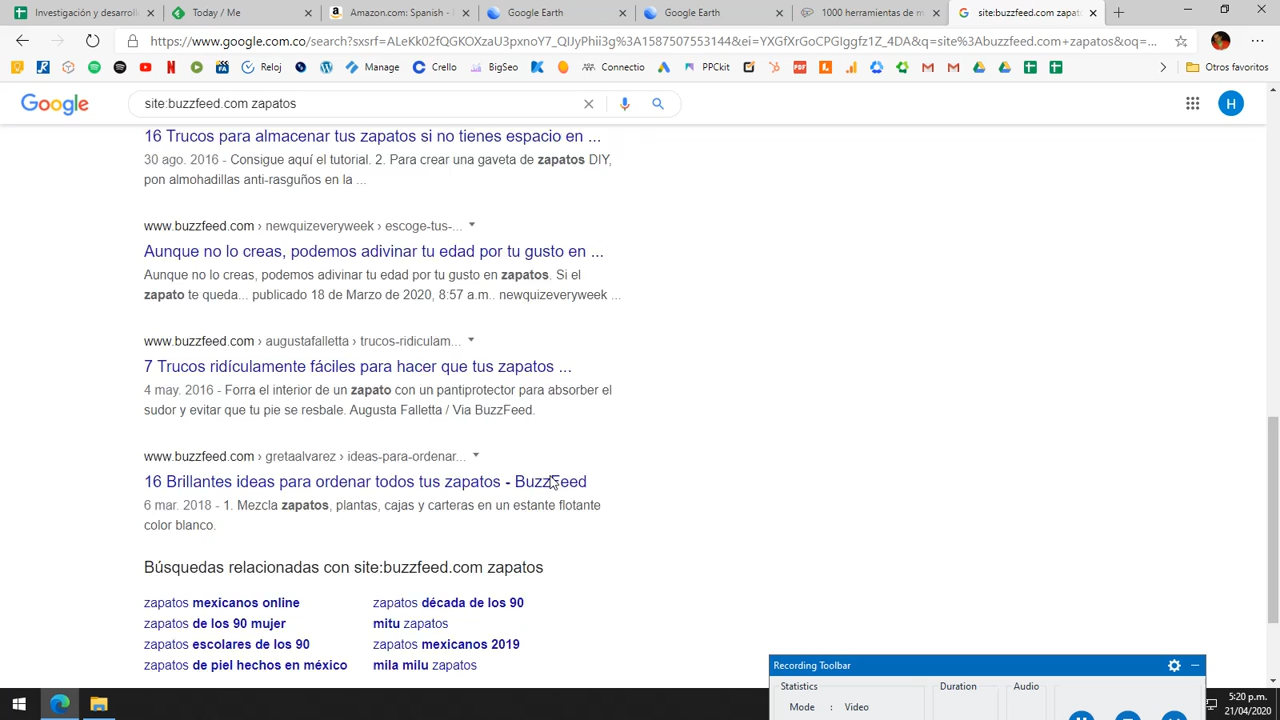 Investigación y desarroll
Today / Me
Amazon.com: Spanish -
Google Earth
Google Earth
1000 herramientas de m
site:buzzfeed.com zapat
https://www.google.com.co/search?sxsrf=ALeKk02fQGKOXzaU3pxnoY7_QIJyPhii3g%3A1587507553144&ei=YXGfXrGoCPGIggfz1Z_4DA&q=site%3Abuzzfeed.com+zapatos&oq=...
Reloj
Manage
Crello
BigSeo
Connectio
PPCkit
Otros favoritos
Google
site:buzzfeed.com zapatos
H
16 Trucos para almacenar tus zapatos si no tienes espacio en ...
30 ago. 2016 - Consigue aquí el tutorial. 2. Para crear una gaveta de zapatos DIY,
pon almohadillas anti-rasguños en la ...
www.buzzfeed.com › newquizeveryweek › escoge-tus-...
Aunque no lo creas, podemos adivinar tu edad por tu gusto en ...
Aunque no lo creas, podemos adivinar tu edad por tu gusto en zapatos. Si el
zapato te queda... publicado 18 de Marzo de 2020, 8:57 a.m.. newquizeveryweek ...
www.buzzfeed.com › augustafalletta › trucos-ridiculam...
7 Trucos ridículamente fáciles para hacer que tus zapatos ...
4 may. 2016 - Forra el interior de un zapato con un pantiprotector para absorber el
sudor y evitar que tu pie se resbale. Augusta Falletta / Via BuzzFeed.
www.buzzfeed.com › gretaalvarez › ideas-para-ordenar...
16 Brillantes ideas para ordenar todos tus zapatos - BuzzFeed
6 mar. 2018 - 1. Mezcla zapatos, plantas, cajas y carteras en un estante flotante
color blanco.
Búsquedas relacionadas con site:buzzfeed.com zapatos
zapatos mexicanos online
zapatos década de los 90
zapatos de los 90 mujer
mitu zapatos
zapatos escolares de los 90
zapatos mexicanos 2019
zapatos de piel hechos en méxico
mila milu zapatos
Recording Toolbar
Statistics
Duration
Audio
Mode : Video
5:20 p.m.
21/04/2020